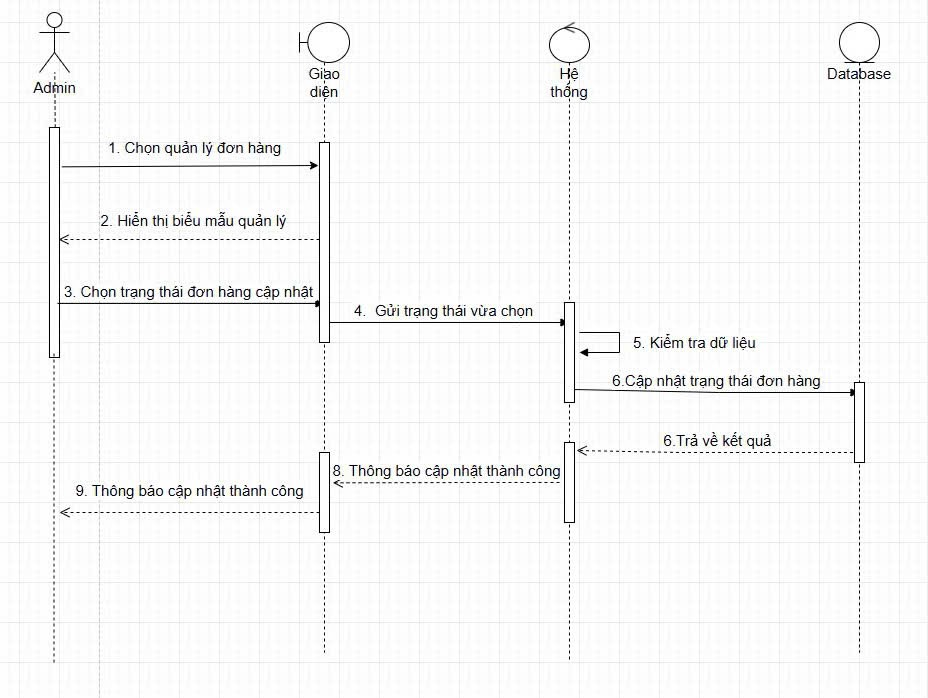 Admin
Giao
diện
Hệ
thống
Database
1. Chọn quản lý đơn hàng
2. Hiển thị biểu mẫu quản lý
3. Chọn trạng thái đơn hàng cập nhật
4. Gửi trạng thái vừa chọn
5. Kiểm tra dữ liệu
6.Cập nhật trạng thái đơn hàng
6.Trả về kết quả
8. Thông báo cập nhật thành công
9. Thông báo cập nhật thành công